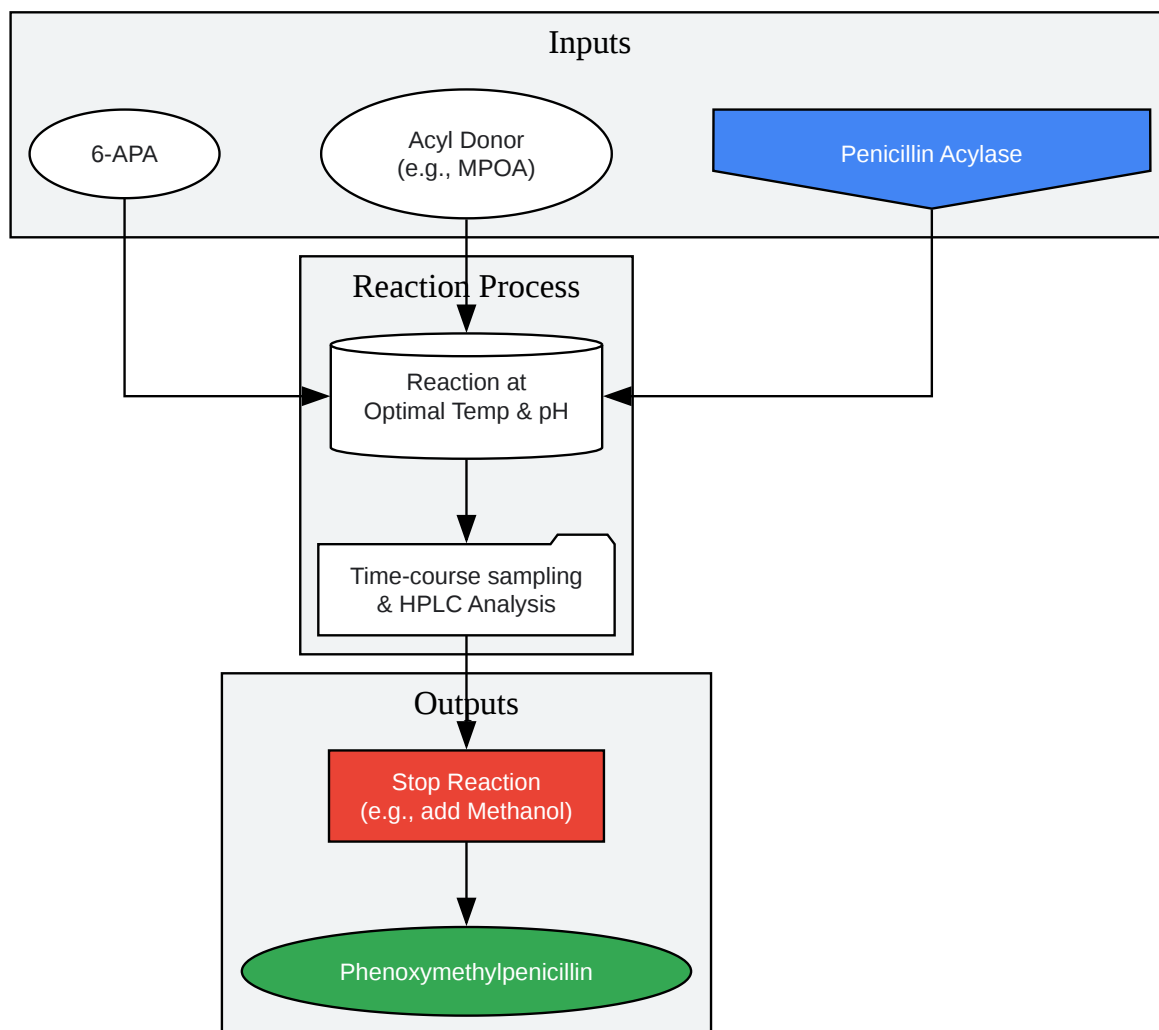 Inputs
6-APA
Acyl Donor
(e.g., MPOA)
Penicillin Acylase
Reaction Process
Reaction at
Optimal Temp & pH
Time-course sampling
& HPLC Analysis
Outputs
Stop Reaction
(e.g., add Methanol)
Phenoxymethylpenicillin